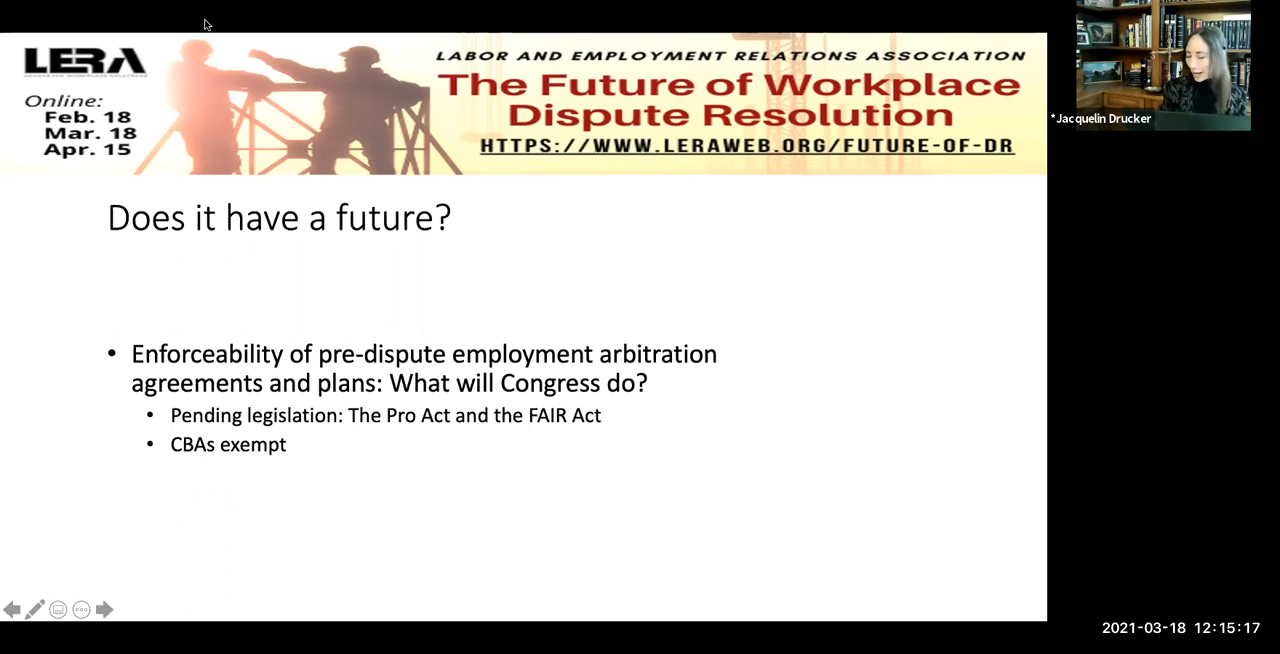 LERA
Online:
Feb. 18
Mar. 18
Apr. 15
LABOR AND EMPLOYMENT RELATIONS ASSOCIATION
The Future of Workplace
Dispute Resolution
HTTPS://WWW.LERAWEB.ORG/FUTURE-OF-DR
*Jacquelin Drucker
Does it have a future?
• Enforceability of pre-dispute employment arbitration
agreements and plans: What will Congress do?
• Pending legislation: The Pro Act and the FAIR Act
• CBAs exempt
2021-03-18 12:15:17